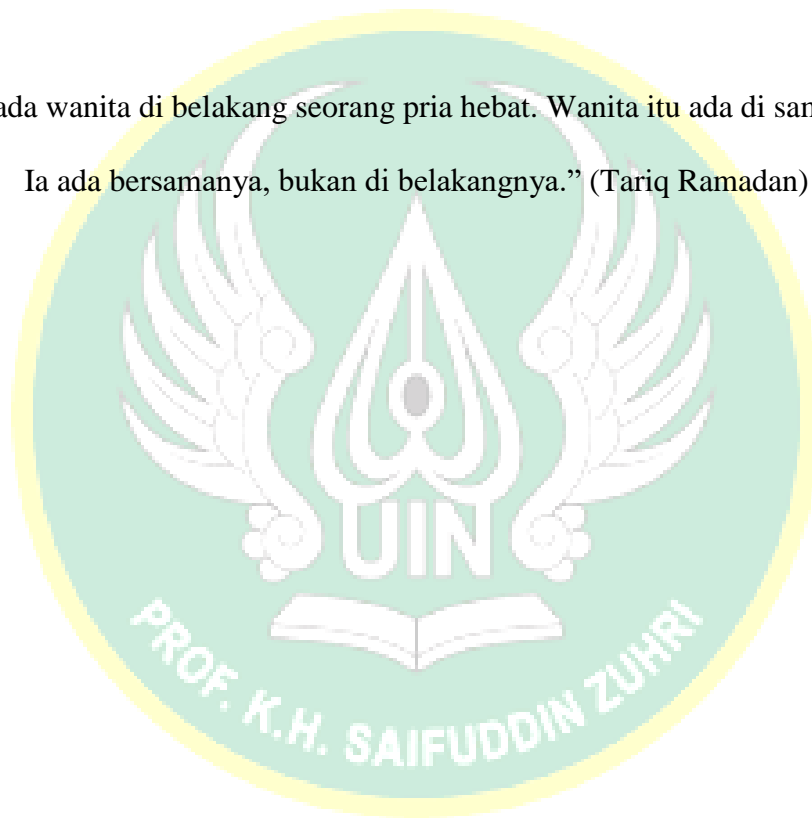 ada wanita di belakang seorang pria hebat. Wanita itu ada di sam
Ia ada bersamanya, bukan di belakangnya.” (Tariq Ramadan)
UIN
PROF. K.H. SAIFUDDIN ZUHRI